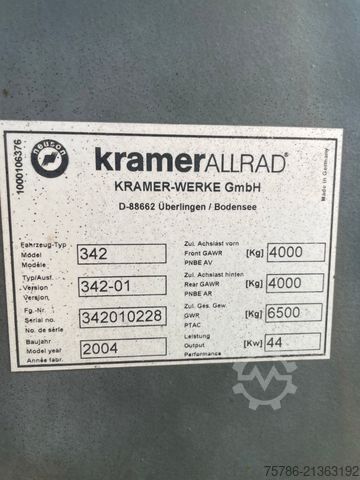 neuson
1000106376
kramerALLRAD®
KRAMER-WERKE GmbH
D-88662 Überlingen / Bodensee
Made in Germany
Fahrzeug-Typ
Model
Modèle
342
Zul. Achslast vorn
Front GAWR
PNBE AV
[Kg] 4000
Typ/Ausf.
Version
Version
342-01
Zul. Achslast hinten
Rear GAWR
PNBE AR
[Kg] 4000
Fg.-Nr.
Serial no.
No. de série
342010228
Zul. Ges. Gew.
GWR
PTAC
[Kg] 6500
Baujahr
Model year
Année fabr.
2004
Leistung
Output
Performance
[Kw] 44
75786-21363192